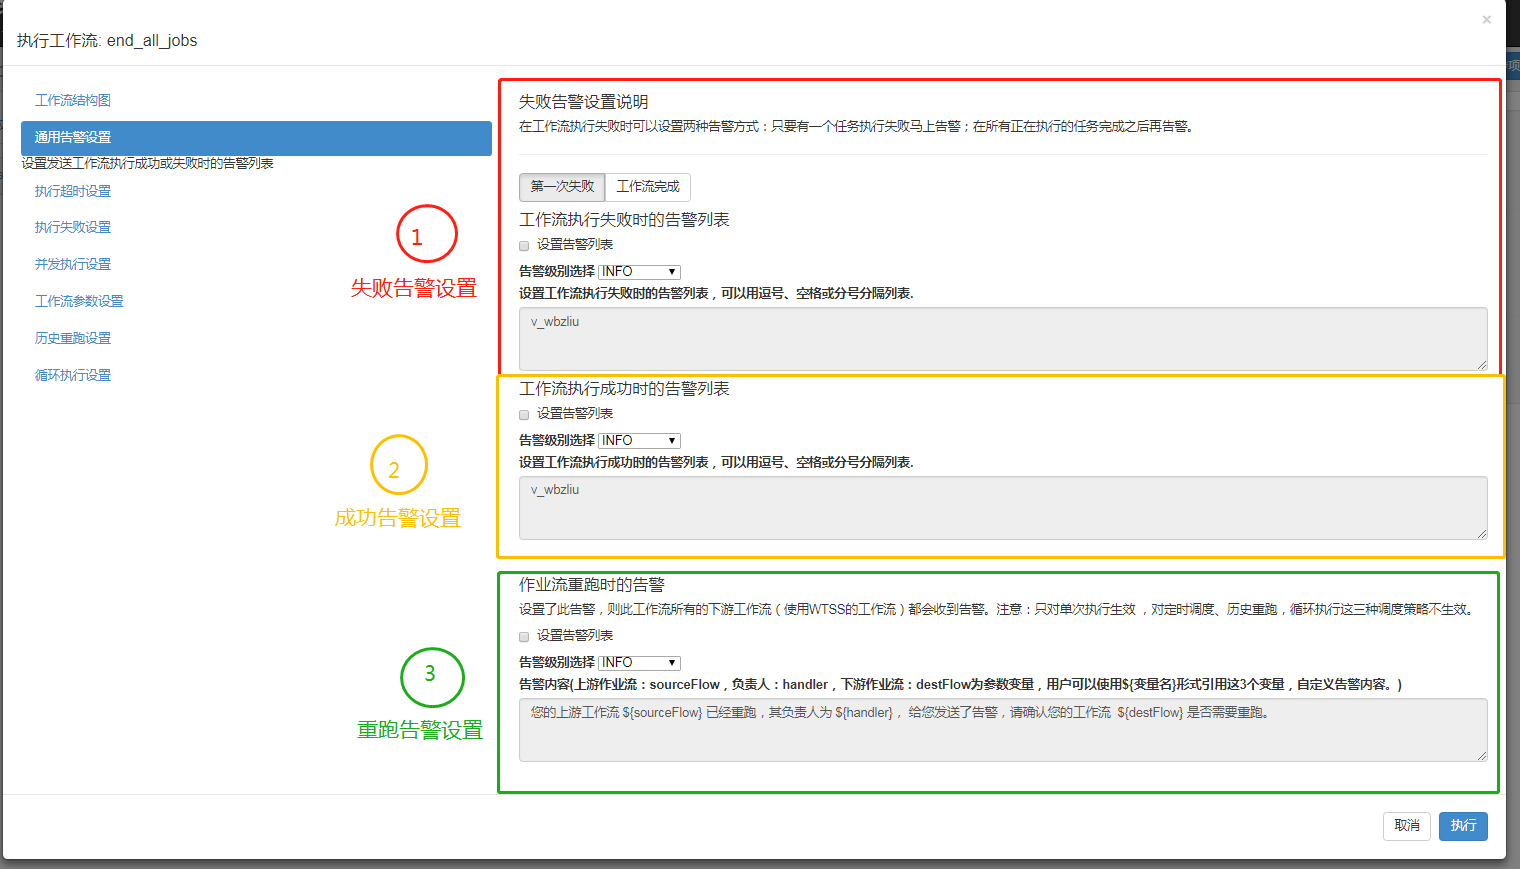 ×
执行工作流: end_all_jobs
工作流结构图
通用告警设置
设置发送工作流执行成功或失败时的告警列表
执行超时设置
执行失败设置
并发执行设置
工作流参数设置
历史重跑设置
循环执行设置
1
失败告警设置
2
成功告警设置
3
重跑告警设置
失败告警设置说明
在工作流执行失败时可以设置两种告警方式：只要有一个任务执行失败马上告警；在所有正在执行的任务完成之后再告警。
第一次失败 工作流完成
工作流执行失败时的告警列表
设置告警列表
告警级别选择 INFO
设置工作流执行失败时的告警列表，可以用逗号、空格或分号分隔列表.
v_wbzliu
工作流执行成功时的告警列表
设置告警列表
告警级别选择 INFO
设置工作流执行成功时的告警列表，可以用逗号、空格或分号分隔列表.
v_wbzliu
作业流重跑时的告警
设置了此告警，则此工作流所有的下游工作流（使用WTSS的工作流）都会收到告警。注意：只对单次执行生效 ，对定时调度、历史重跑，循环执行这三种调度策略不生效。
设置告警列表
告警级别选择 INFO
告警内容(上游作业流：sourceFlow，负责人：handler，下游作业流：destFlow为参数变量，用户可以使用${变量名}形式引用这3个变量，自定义告警内容。)
您的上游工作流 ${sourceFlow} 已经重跑，其负责人为 ${handler}， 给您发送了告警，请确认您的工作流 ${destFlow} 是否需要重跑。
取消 执行
项